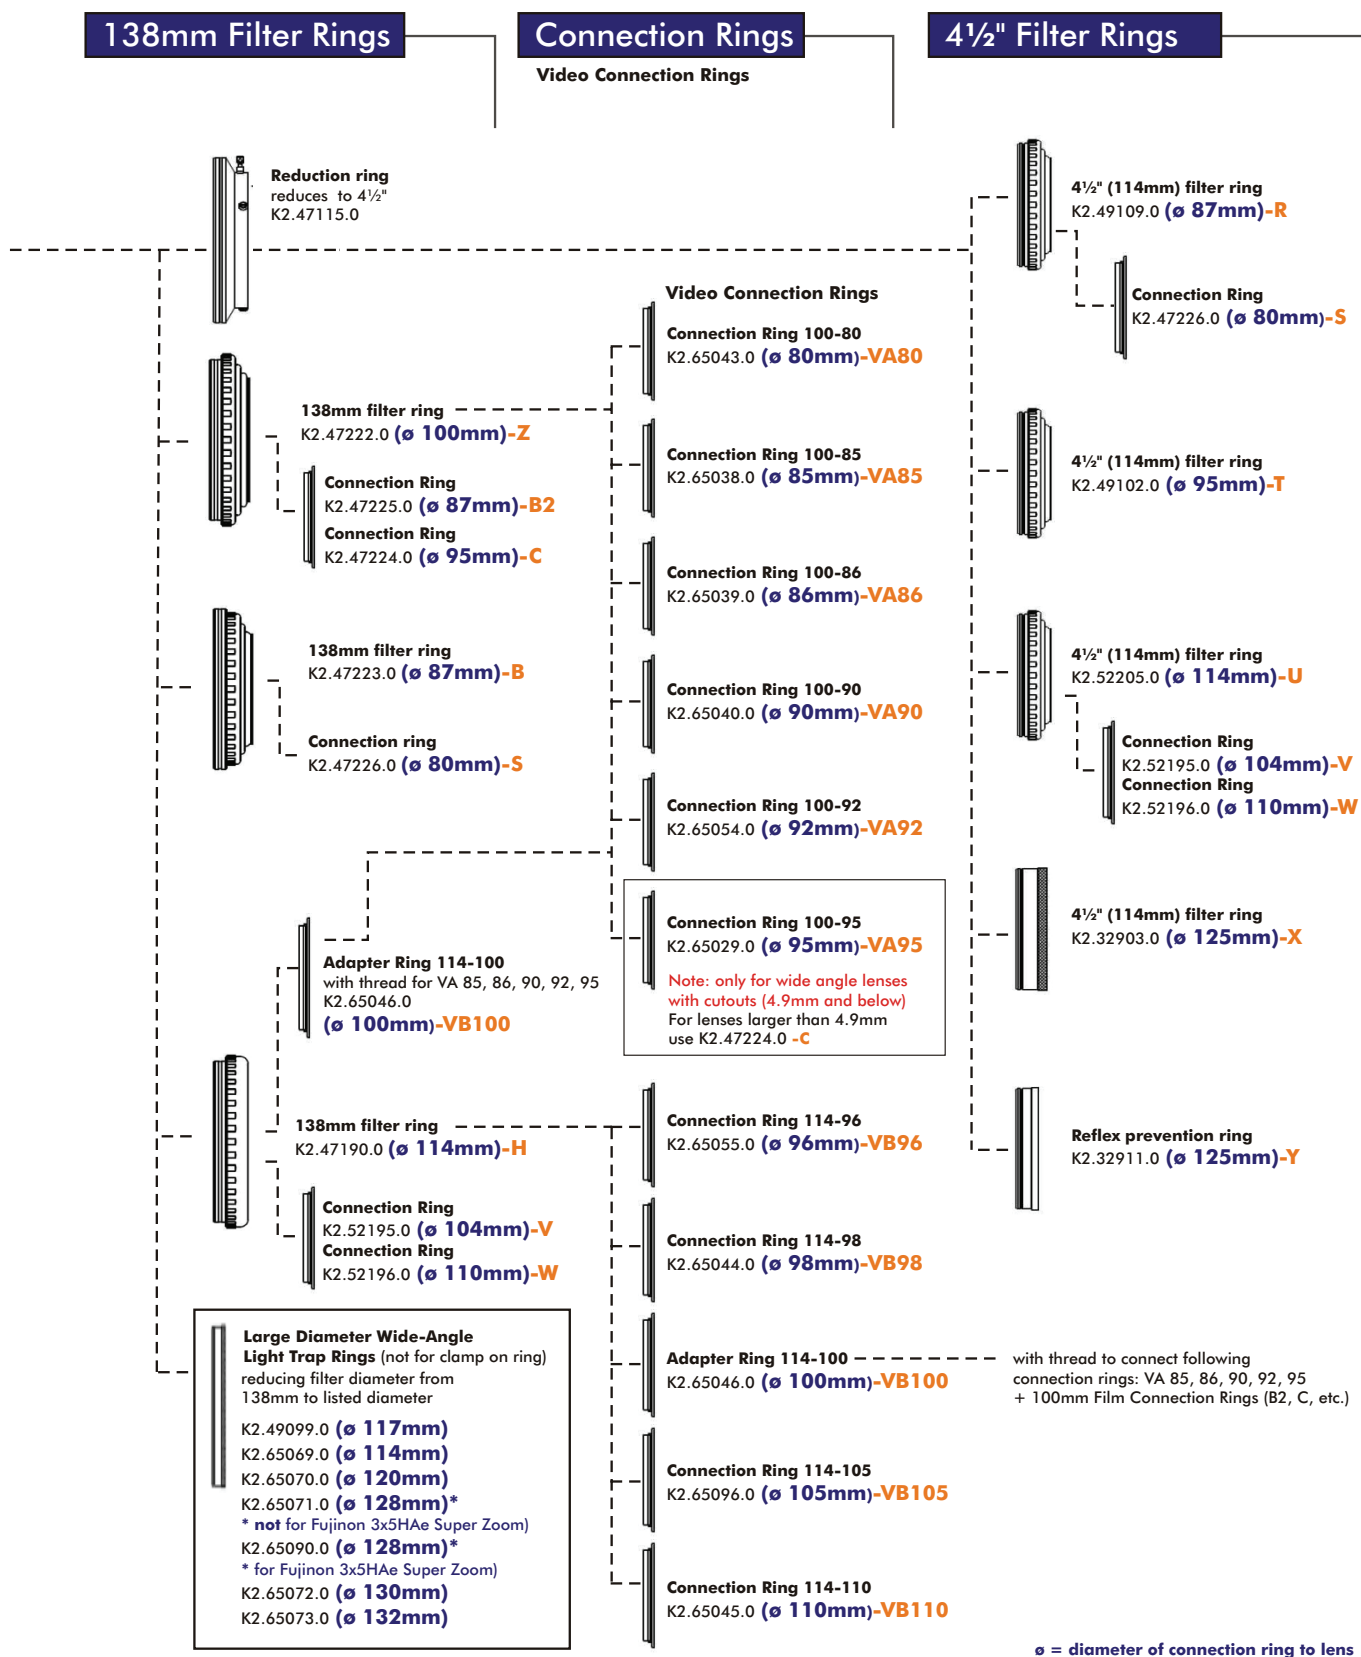 138mm Filter Rings
Connection Rings
4½" Filter Rings
Video Connection Rings
Reduction ring
reduces to 4½"
K2.47115.0
138mm filter ring
K2.47222.0 (ø 100mm)-Z
Connection Ring
K2.47225.0 (ø 87mm)-B2
Connection Ring
K2.47224.0 (ø 95mm)-C
138mm filter ring
K2.47223.0 (ø 87mm)-B
Connection ring
K2.47226.0 (ø 80mm)-S
Adapter Ring 114-100
with thread for VA 85, 86, 90, 92, 95
K2.65046.0
(ø 100mm)-VB100
138mm filter ring
K2.47190.0 (ø 114mm)-H
Connection Ring
K2.52195.0 (ø 104mm)-V
Connection Ring
K2.52196.0 (ø 110mm)-W
Large Diameter Wide-Angle
Light Trap Rings (not for clamp on ring)
reducing filter diameter from
138mm to listed diameter
K2.49099.0 (ø 117mm)
K2.65069.0 (ø 114mm)
K2.65070.0 (ø 120mm)
K2.65071.0 (ø 128mm)*
* not for Fujinon 3x5HAe Super Zoom)
K2.65090.0 (ø 128mm)*
* for Fujinon 3x5HAe Super Zoom)
K2.65072.0 (ø 130mm)
K2.65073.0 (ø 132mm)
Video Connection Rings
Connection Ring 100-80
K2.65043.0 (ø 80mm)-VA80
Connection Ring 100-85
K2.65038.0 (ø 85mm)-VA85
Connection Ring 100-86
K2.65039.0 (ø 86mm)-VA86
Connection Ring 100-90
K2.65040.0 (ø 90mm)-VA90
Connection Ring 100-92
K2.65054.0 (ø 92mm)-VA92
Connection Ring 100-95
K2.65029.0 (ø 95mm)-VA95
Note: only for wide angle lenses
with cutouts (4.9mm and below)
For lenses larger than 4.9mm
use K2.47224.0 -C
Connection Ring 114-96
K2.65055.0 (ø 96mm)-VB96
Connection Ring 114-98
K2.65044.0 (ø 98mm)-VB98
Adapter Ring 114-100
K2.65046.0 (ø 100mm)-VB100
with thread to connect following
connection rings: VA 85, 86, 90, 92, 95
+ 100mm Film Connection Rings (B2, C, etc.)
Connection Ring 114-105
K2.65096.0 (ø 105mm)-VB105
Connection Ring 114-110
K2.65045.0 (ø 110mm)-VB110
4½" (114mm) filter ring
K2.49109.0 (ø 87mm)-R
Connection Ring
K2.47226.0 (ø 80mm)-S
4½" (114mm) filter ring
K2.49102.0 (ø 95mm)-T
4½" (114mm) filter ring
K2.52205.0 (ø 114mm)-U
Connection Ring
K2.52195.0 (ø 104mm)-V
Connection Ring
K2.52196.0 (ø 110mm)-W
4½" (114mm) filter ring
K2.32903.0 (ø 125mm)-X
Reflex prevention ring
K2.32911.0 (ø 125mm)-Y
ø = diameter of connection ring to lens